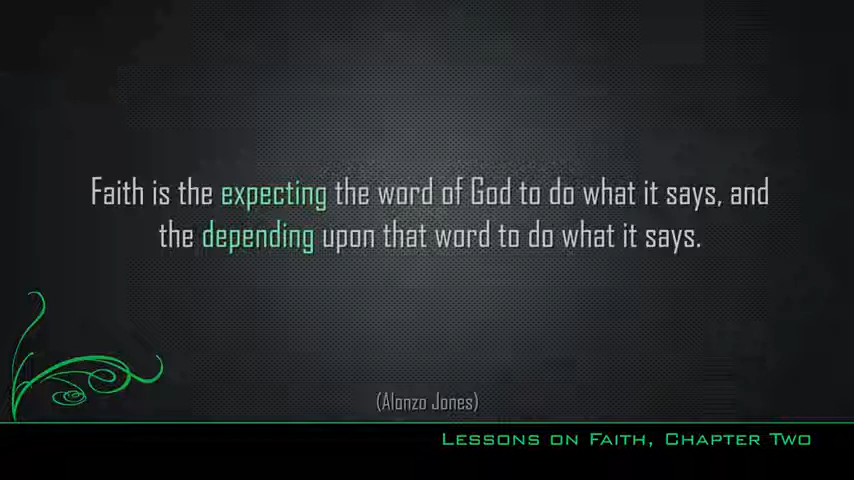 Faith is the expecting the word of God to do what it says, and
the depending upon that word to do what it says.
(Alonzo Jones)
Lessons on Faith, Chapter Two